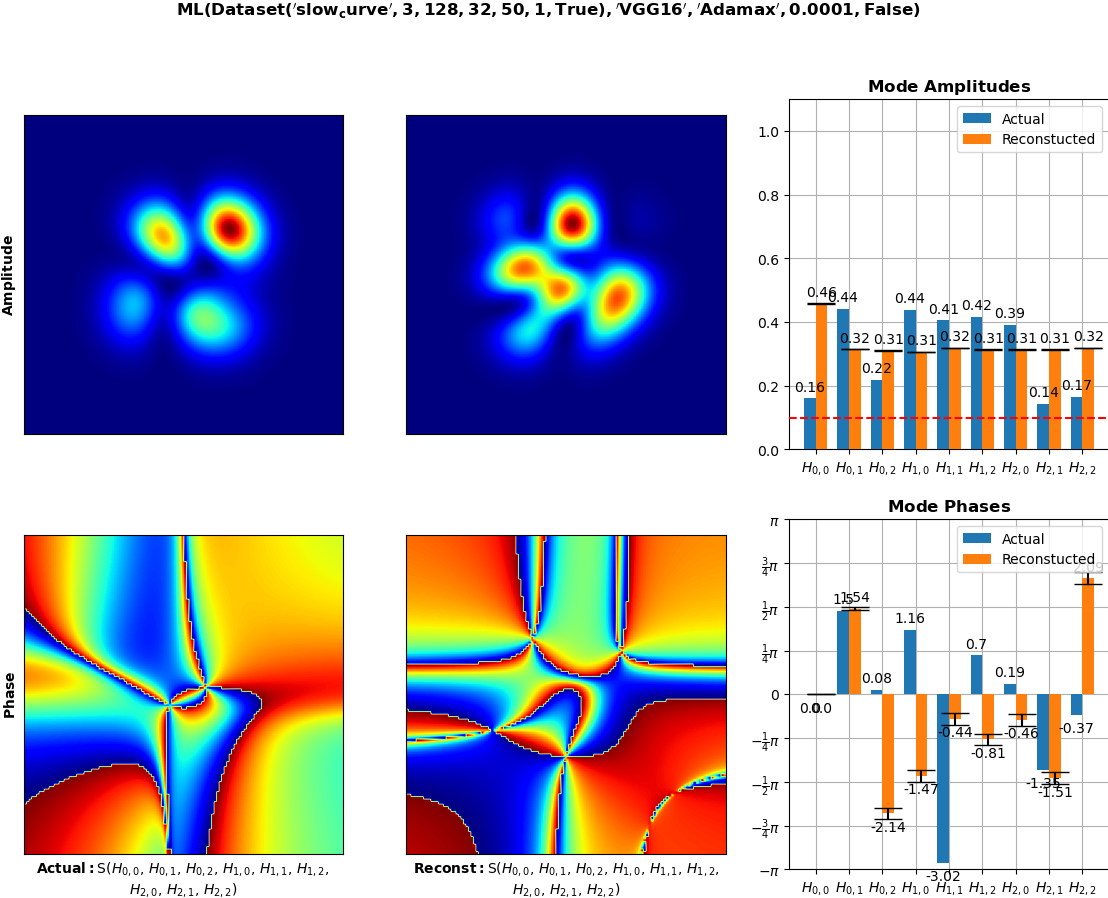 ML(Dataset('slow_curve', 3, 128, 32, 50, 1, True), 'VGG16', 'Adamax', 0.0001, False)
Amplitude
Mode Amplitudes
Actual
Reconstucted
1.0
0.8
0.6
0.4
0.2
0.0
0.16
0.46
0.44
0.32
0.22
0.31
0.44
0.31
0.41
0.32
0.42
0.31
0.39
0.31
0.14
0.31
0.17
0.32
H0,0 H0,1 H0,2 H1,0 H1,1 H1,2 H2,0 H2,1 H2,2
Phase
Mode Phases
Actual
Reconstucted
π
3/4π
1/2π
1/4π
0
−1/4π
−1/2π
−3/4π
−π
0.0
0.0
1.5
1.54
0.08
-2.14
1.16
-1.47
-3.02
-0.44
0.7
-0.81
0.19
-0.46
-1.35
-1.51
-0.37
H0,0 H0,1 H0,2 H1,0 H1,1 H1,2 H2,0 H2,1 H2,2
Actual: S(H0,0, H0,1, H0,2, H1,0, H1,1, H1,2,
H2,0, H2,1, H2,2)
Reconst: S(H0,0, H0,1, H0,2, H1,0, H1,1, H1,2,
H2,0, H2,1, H2,2)